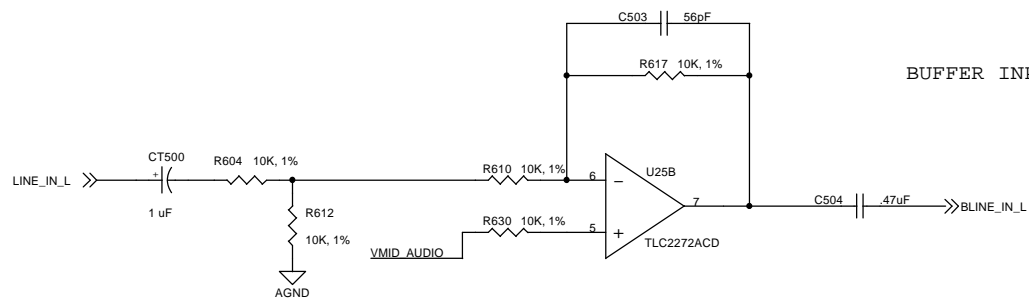 C503 56pF
R617 10K, 1%
BUFFER
CT500
R604 10K, 1%
R610 10K, 1%
U25B
LINE_IN_L
+
6
−
7
C504 .47uF
BLINE_IN_L
1 uF
R612
10K, 1%
R630 10K, 1%
5
+
VMID_AUDIO
TLC2272ACD
AGND